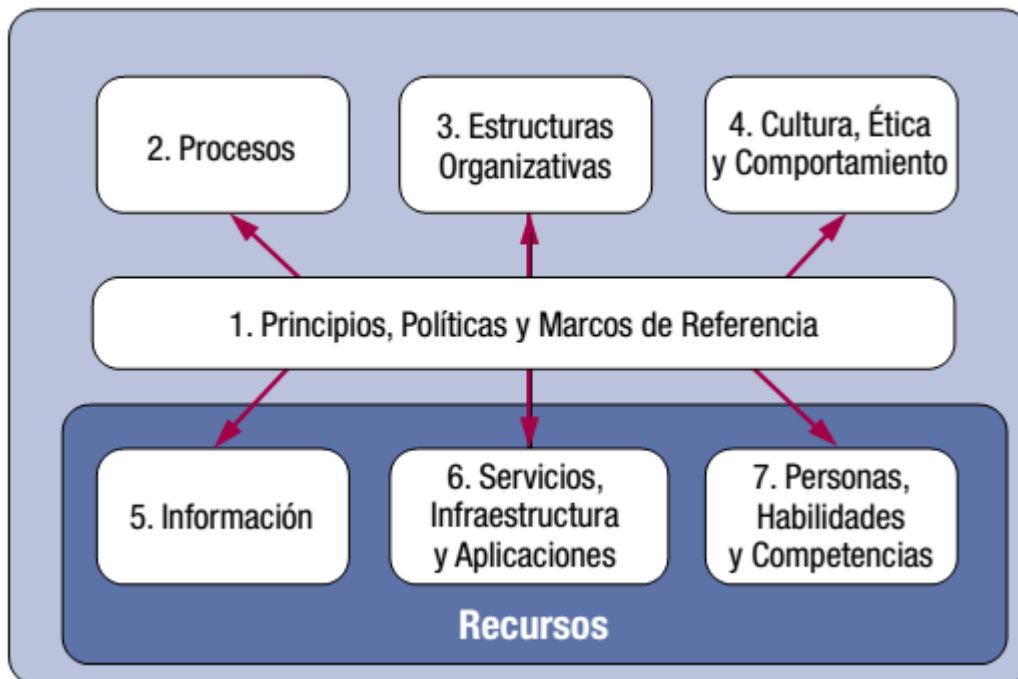 2. Procesos
3. Estructuras
Organizativas
4. Cultura, Ética
y Comportamiento
1. Principios, Políticas y Marcos de Referencia
5. Información
6. Servicios,
Infraestructura
y Aplicaciones
7. Personas,
Habilidades
y Competencias
Recursos